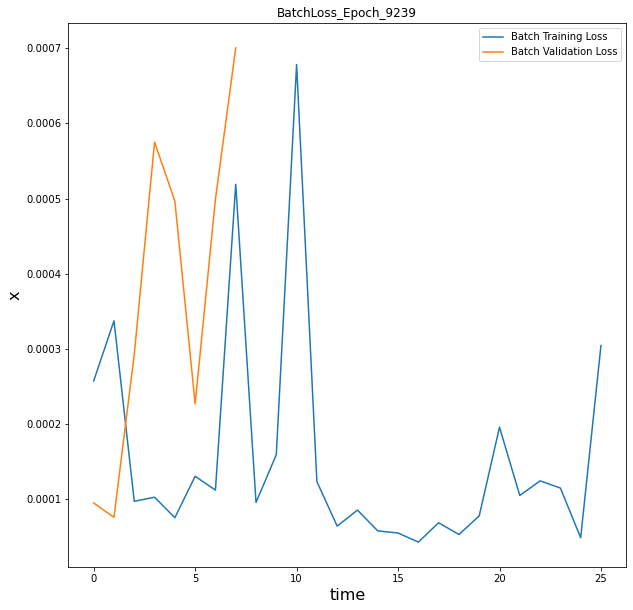 BatchLoss_Epoch_9239
Batch Training Loss
Batch Validation Loss
0.0007
0.0006
0.0005
0.0004
0.0003
0.0002
0.0001
x
0 5 10 15 20 25
time